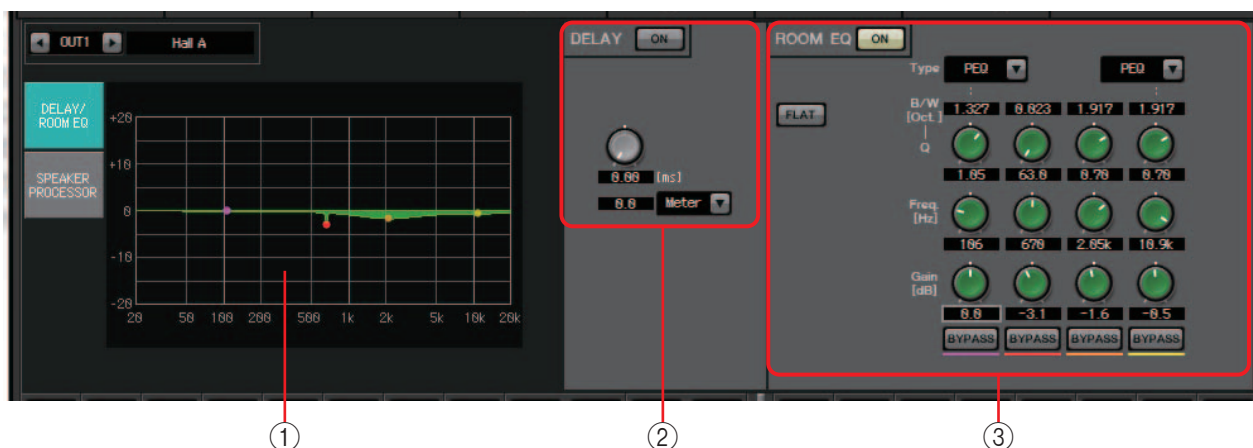 OUT1 Hall A
DELAY/
ROOM EQ
SPEAKER
PROCESSOR
+20
+10
0
-10
-20
20 50 100 200 500 1k 2k 5k 10k 20k
DELAY ON
0.00 [ms]
0.0 Meter
ROOM EQ ON
FLAT
Type PEQ PEQ
B/W
[Oct.]
1.327 0.023 1.917 1.917
Q
1.05 63.0 0.70 0.70
Freq.
[Hz]
106 670 2.05k 10.9k
Gain
[dB]
0.0 -3.1 -1.6 -0.5
BYPASS BYPASS BYPASS BYPASS
① ② ③